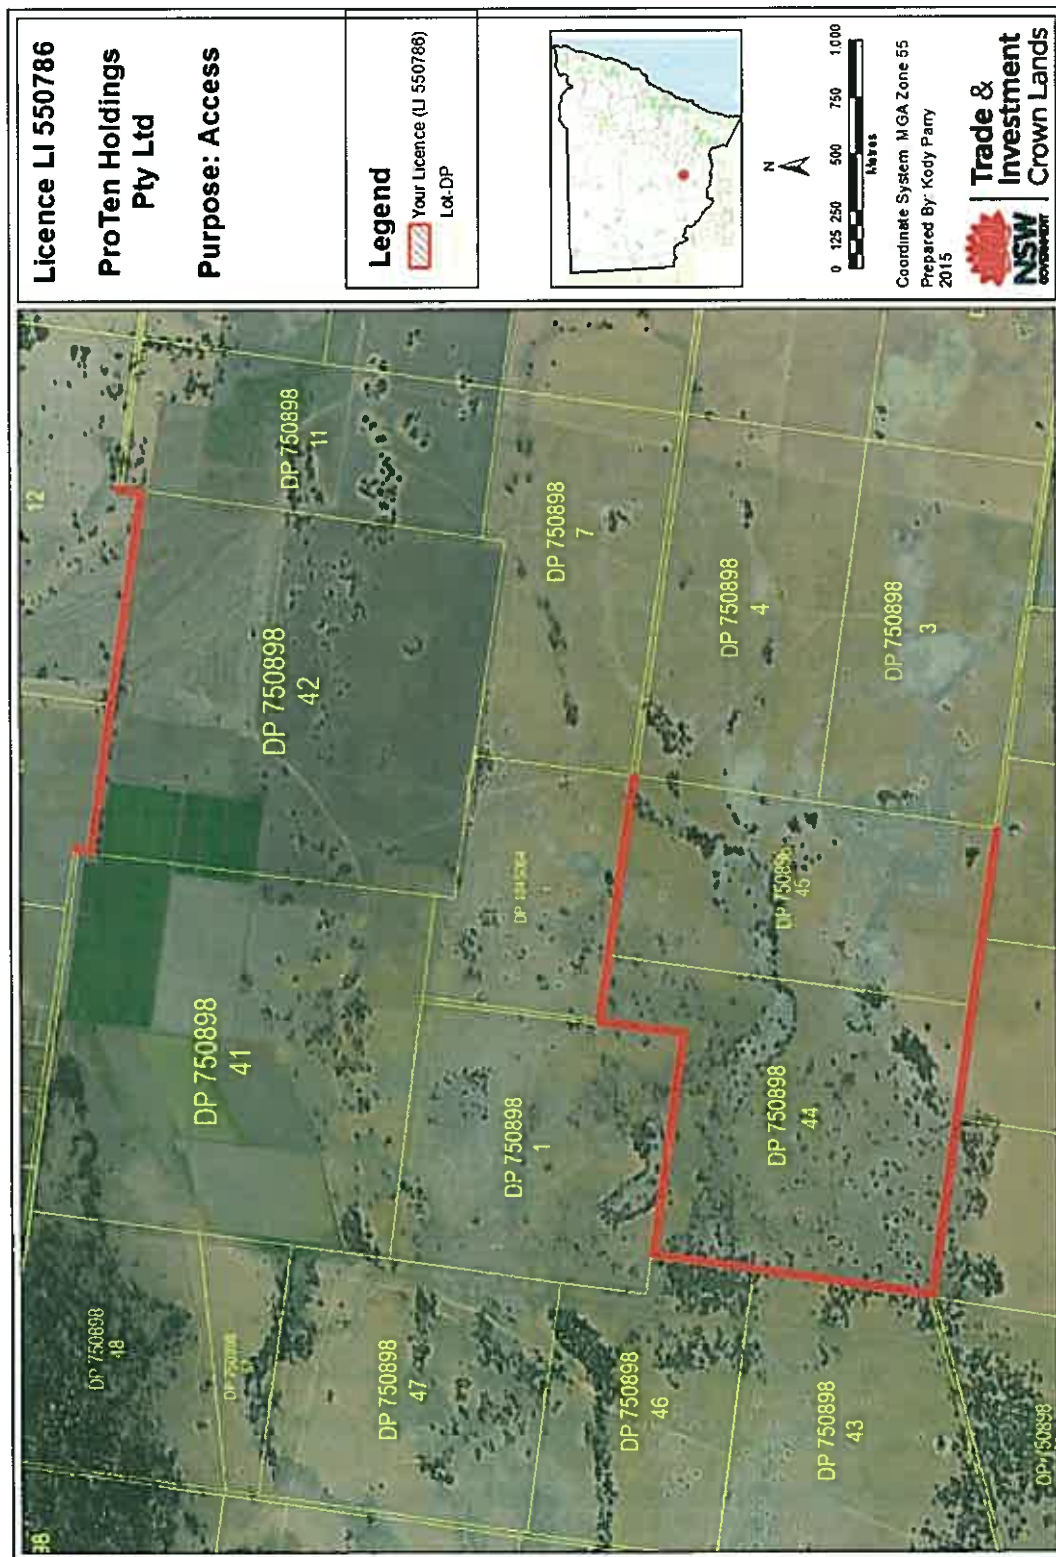 Licence LI 550786
ProTen Holdings
Pty Ltd
Purpose: Access
Legend
Your Licence (LI 550786)
Lot-DP
N
0 125 250 500 750 1,000
Metres
Coordinate System: MGA Zone 55
Prepared By: Kody Parry
2015
NSW
GOVERNMENT
Trade &
Investment
Crown Lands
12
DP 750898
11
DP 750898
42
DP 750898
41
DP 750898
48
DP 750898
47
DP 750898
46
DP 750898
43
DP 750898
1
DP 750898
7
DP 750898
4
DP 750898
3
DP 750898
45
DP 750898
44
DP 750898